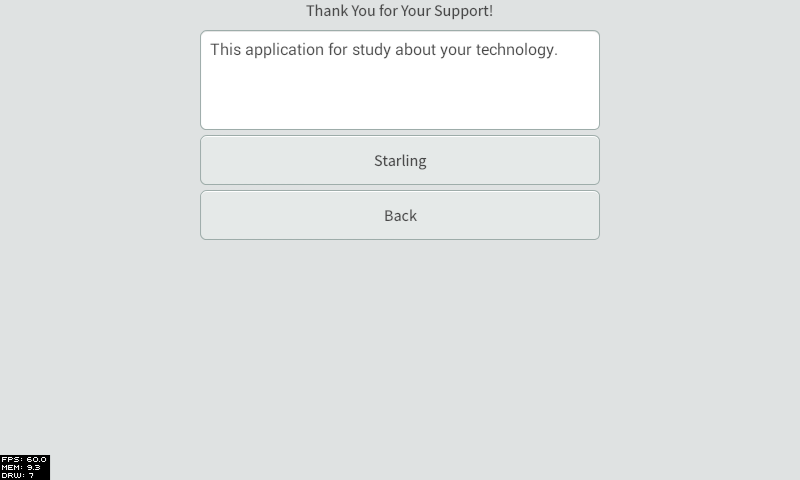 Thank You for Your Support!
This application for study about your technology.
Starling
Back
FPS: 60.0
MEM: 9.3
DRW: 7